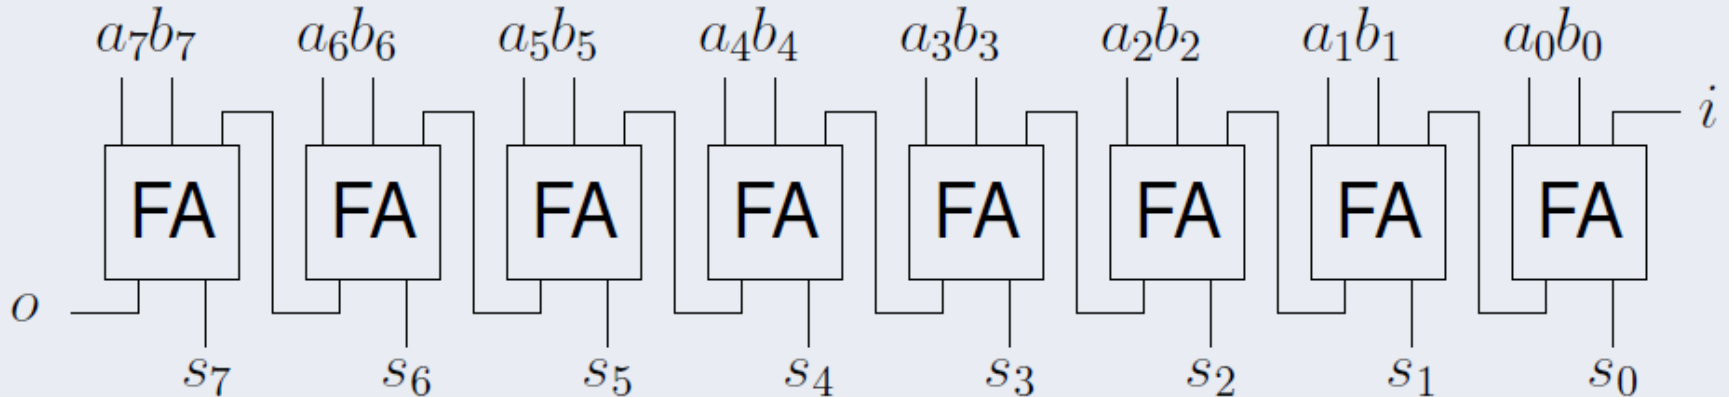 a₇b₇ a₆b₆ a₅b₅ a₄b₄ a₃b₃ a₂b₂ a₁b₁ a₀b₀
i
FA FA FA FA FA FA FA FA
o
s₇ s₆ s₅ s₄ s₃ s₂ s₁ s₀